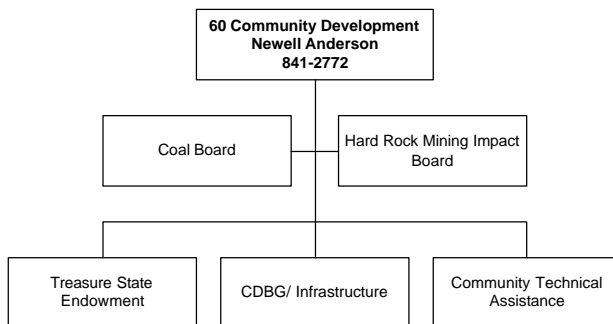 60 Community Development
Newell Anderson
841-2772
Coal Board
Hard Rock Mining Impact
Board
Treasure State
Endowment
CDBG/ Infrastructure
Community Technical
Assistance